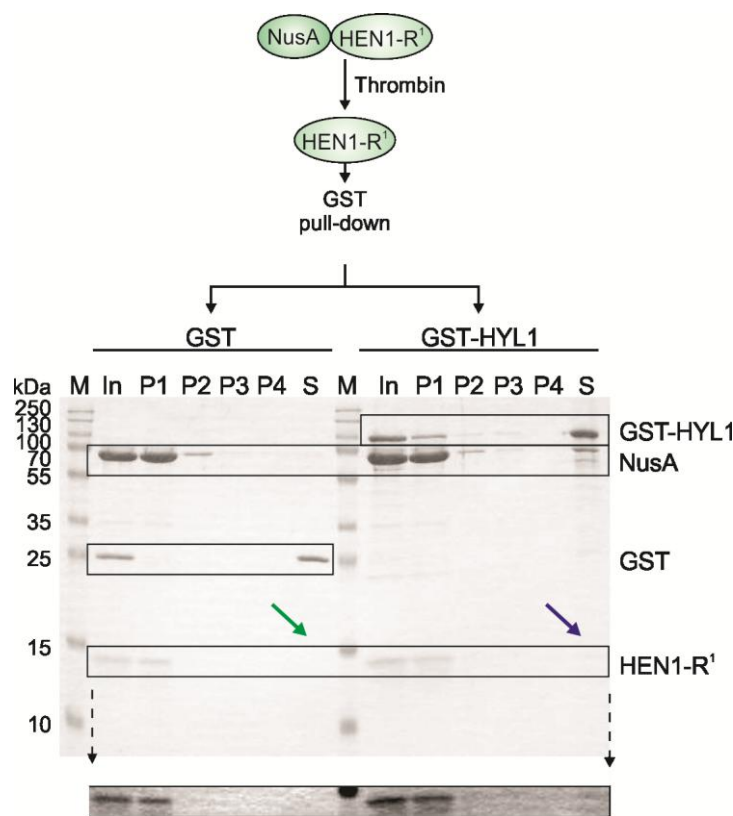 NusA HEN1-R¹
Thrombin
HEN1-R¹
GST
pull-down
GST GST-HYL1
kDa M In P1 P2 P3 P4 S M In P1 P2 P3 P4 S
250
130
100 GST-HYL1
70 NusA
55
35
25 GST
15 HEN1-R¹
10